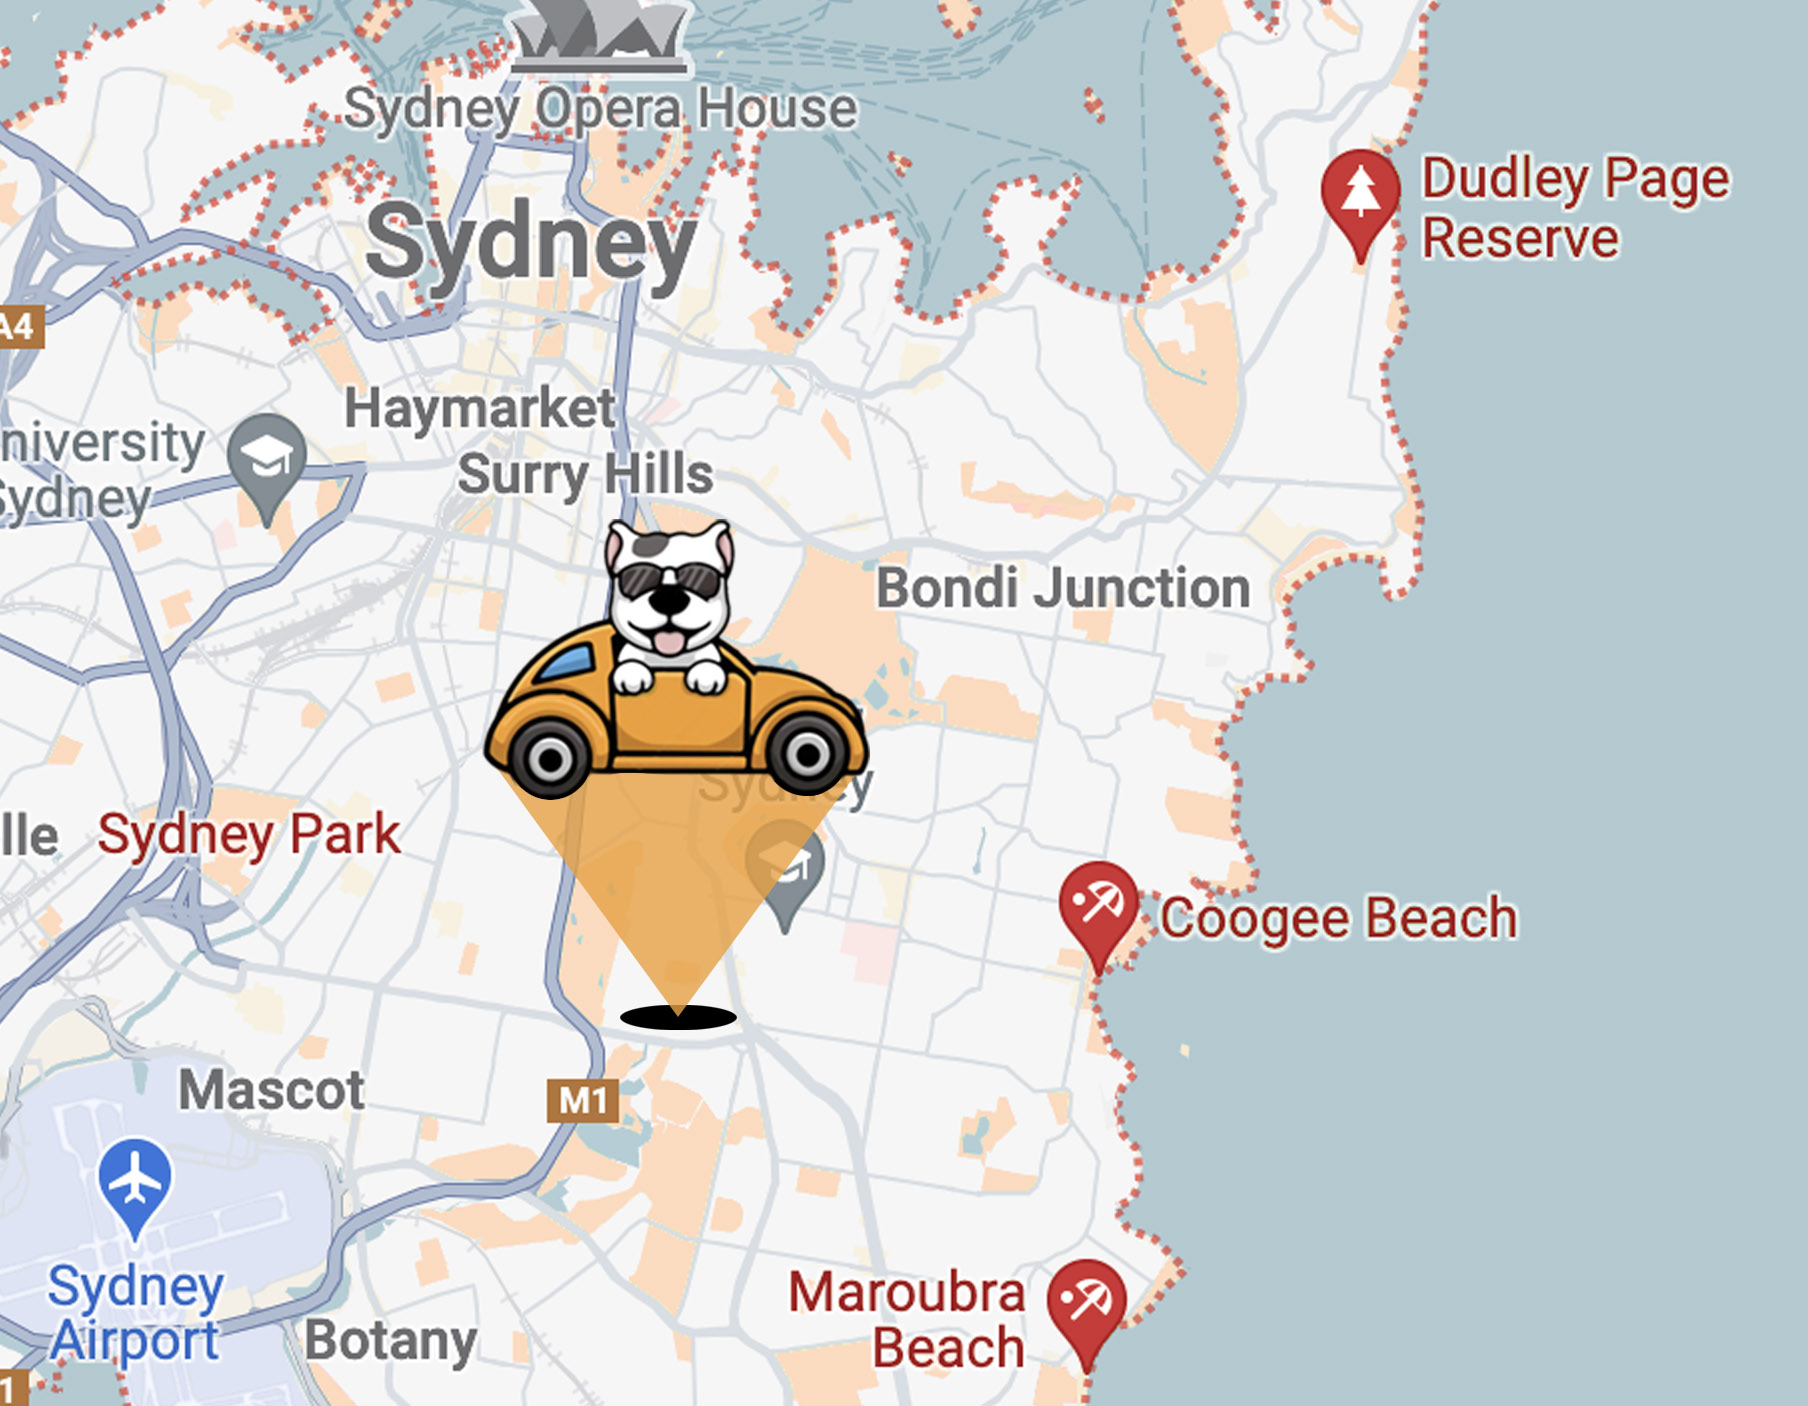 Sydney Opera House
Sydney
Dudley Page
Reserve
A4
Haymarket
niversity
Sydney
Surry Hills
Bondi Junction
Sydney
lle
Sydney Park
Coogee Beach
Mascot
M1
Sydney
Airport
Maroubra
Beach
Botany
1